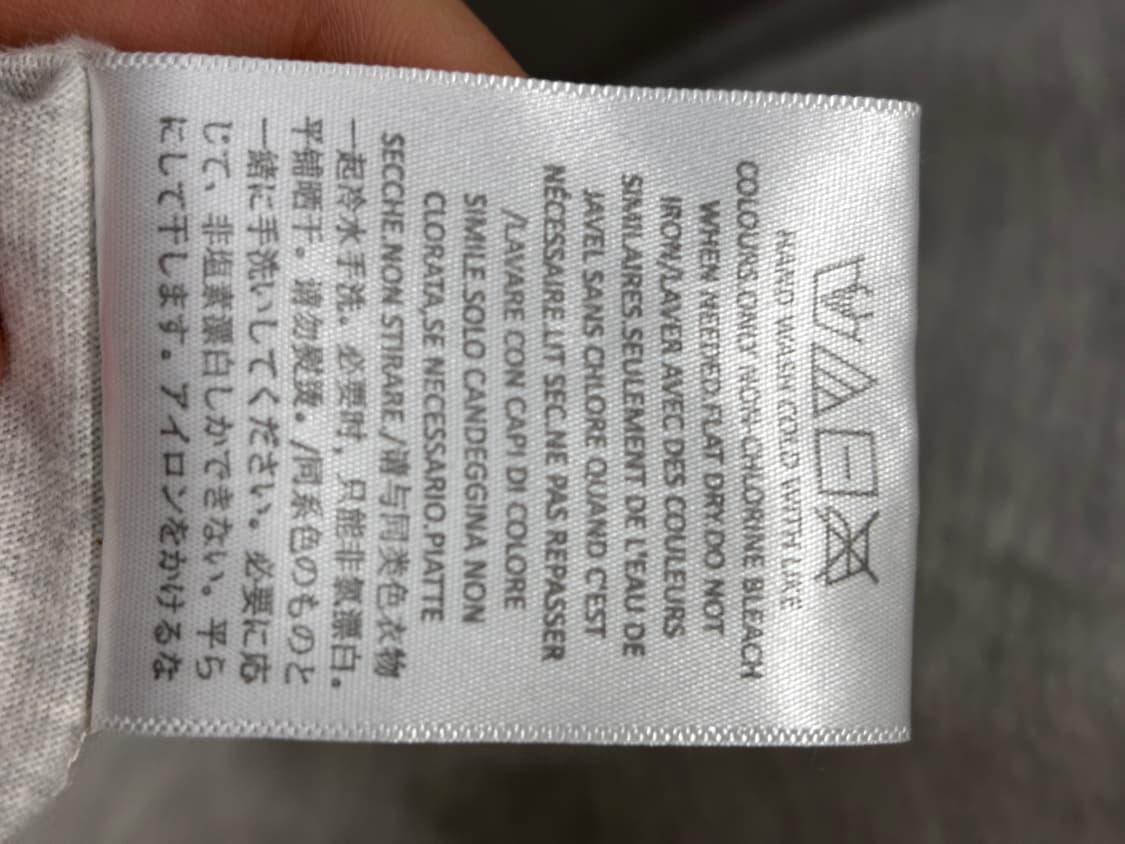 HAND WASH COLD WITH LIKE
COLOURS.ONLY NON-CHLORINE BLEACH
WHEN NEEDED.FLAT DRY.DO NOT
IRON/LAVER AVEC DES COULEURS
SIMILAIRES.SEULEMENT DE L'EAU DE
JAVEL SANS CHLORE QUAND C'EST
NÉCESSAIRE.LIT SEC.NE PAS REPASSER
/LAVARE CON CAPI DI COLORE
SIMILE.SOLO CANDEGGINA NON
CLORATA,SE NECESSARIO.PIATTE
SECCHE.NON STIRARE./请与同类色衣物
一起冷水手洗。必要时，只能非氯漂白。
平铺晒干。请勿熨烫。/同系色のものと
一緒に手洗いしてください。必要に応
じて、非塩素漂白しかできない。平ら
にして干します。アイロンをかけるな